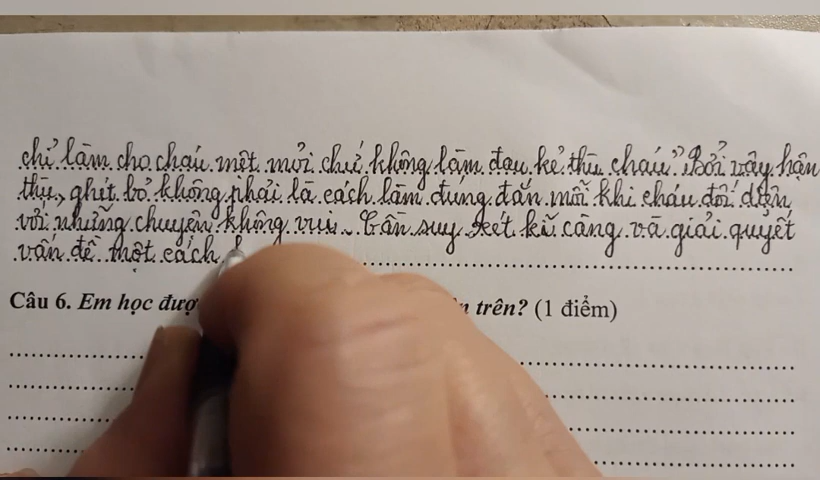 chỉ làm cho cháu mệt mỏi chứ không làm đau kẻ thù cháu" Bởi vậy hận
thù, ghét bỏ không phải là cách làm đúng đắn mỗi khi cháu đối diện
với những chuyện không vui. Cần suy xét kĩ càng và giải quyết
vấn đề một cách
Câu 6. Em học đượ trên? (1 điểm)